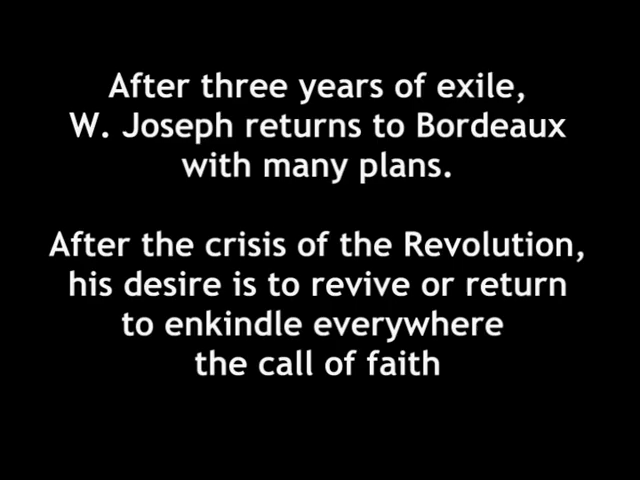 After three years of exile,
W. Joseph returns to Bordeaux
with many plans.
After the crisis of the Revolution,
his desire is to revive or return
to enkindle everywhere
the call of faith